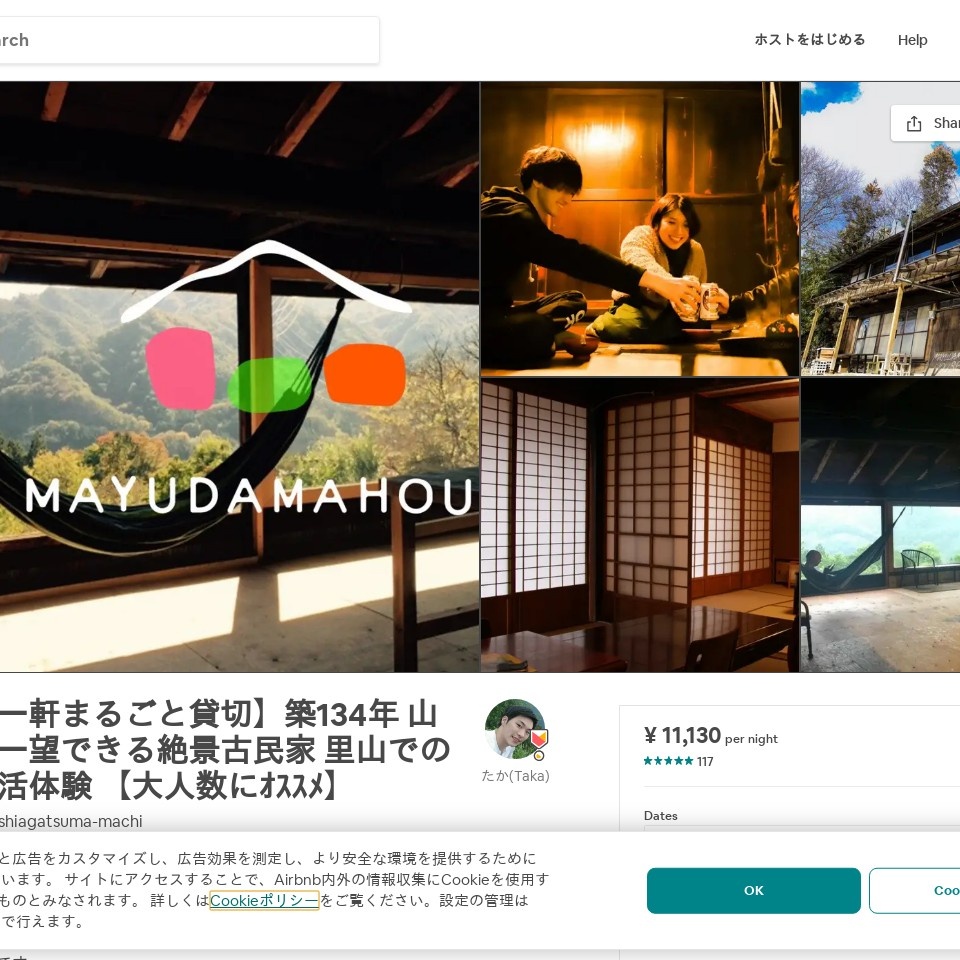 ホストをはじめる
Help
MAYUDAMAHOU
一軒まるごと貸切】築134年 山
一望できる絶景古民家 里山での
活体験 【大人数にｵｽｽﾒ】
たか(Taka)
¥ 11,130 per night
117
Dates
shiagatsuma-machi
と広告をカスタマイズし、広告効果を測定し、より安全な環境を提供するために
います。 サイトにアクセスすることで、Airbnb内外の情報収集にCookieを使用す
ものとみなされます。 詳しくはCookieポリシーをご覧ください。設定の管理は
で行えます。
OK